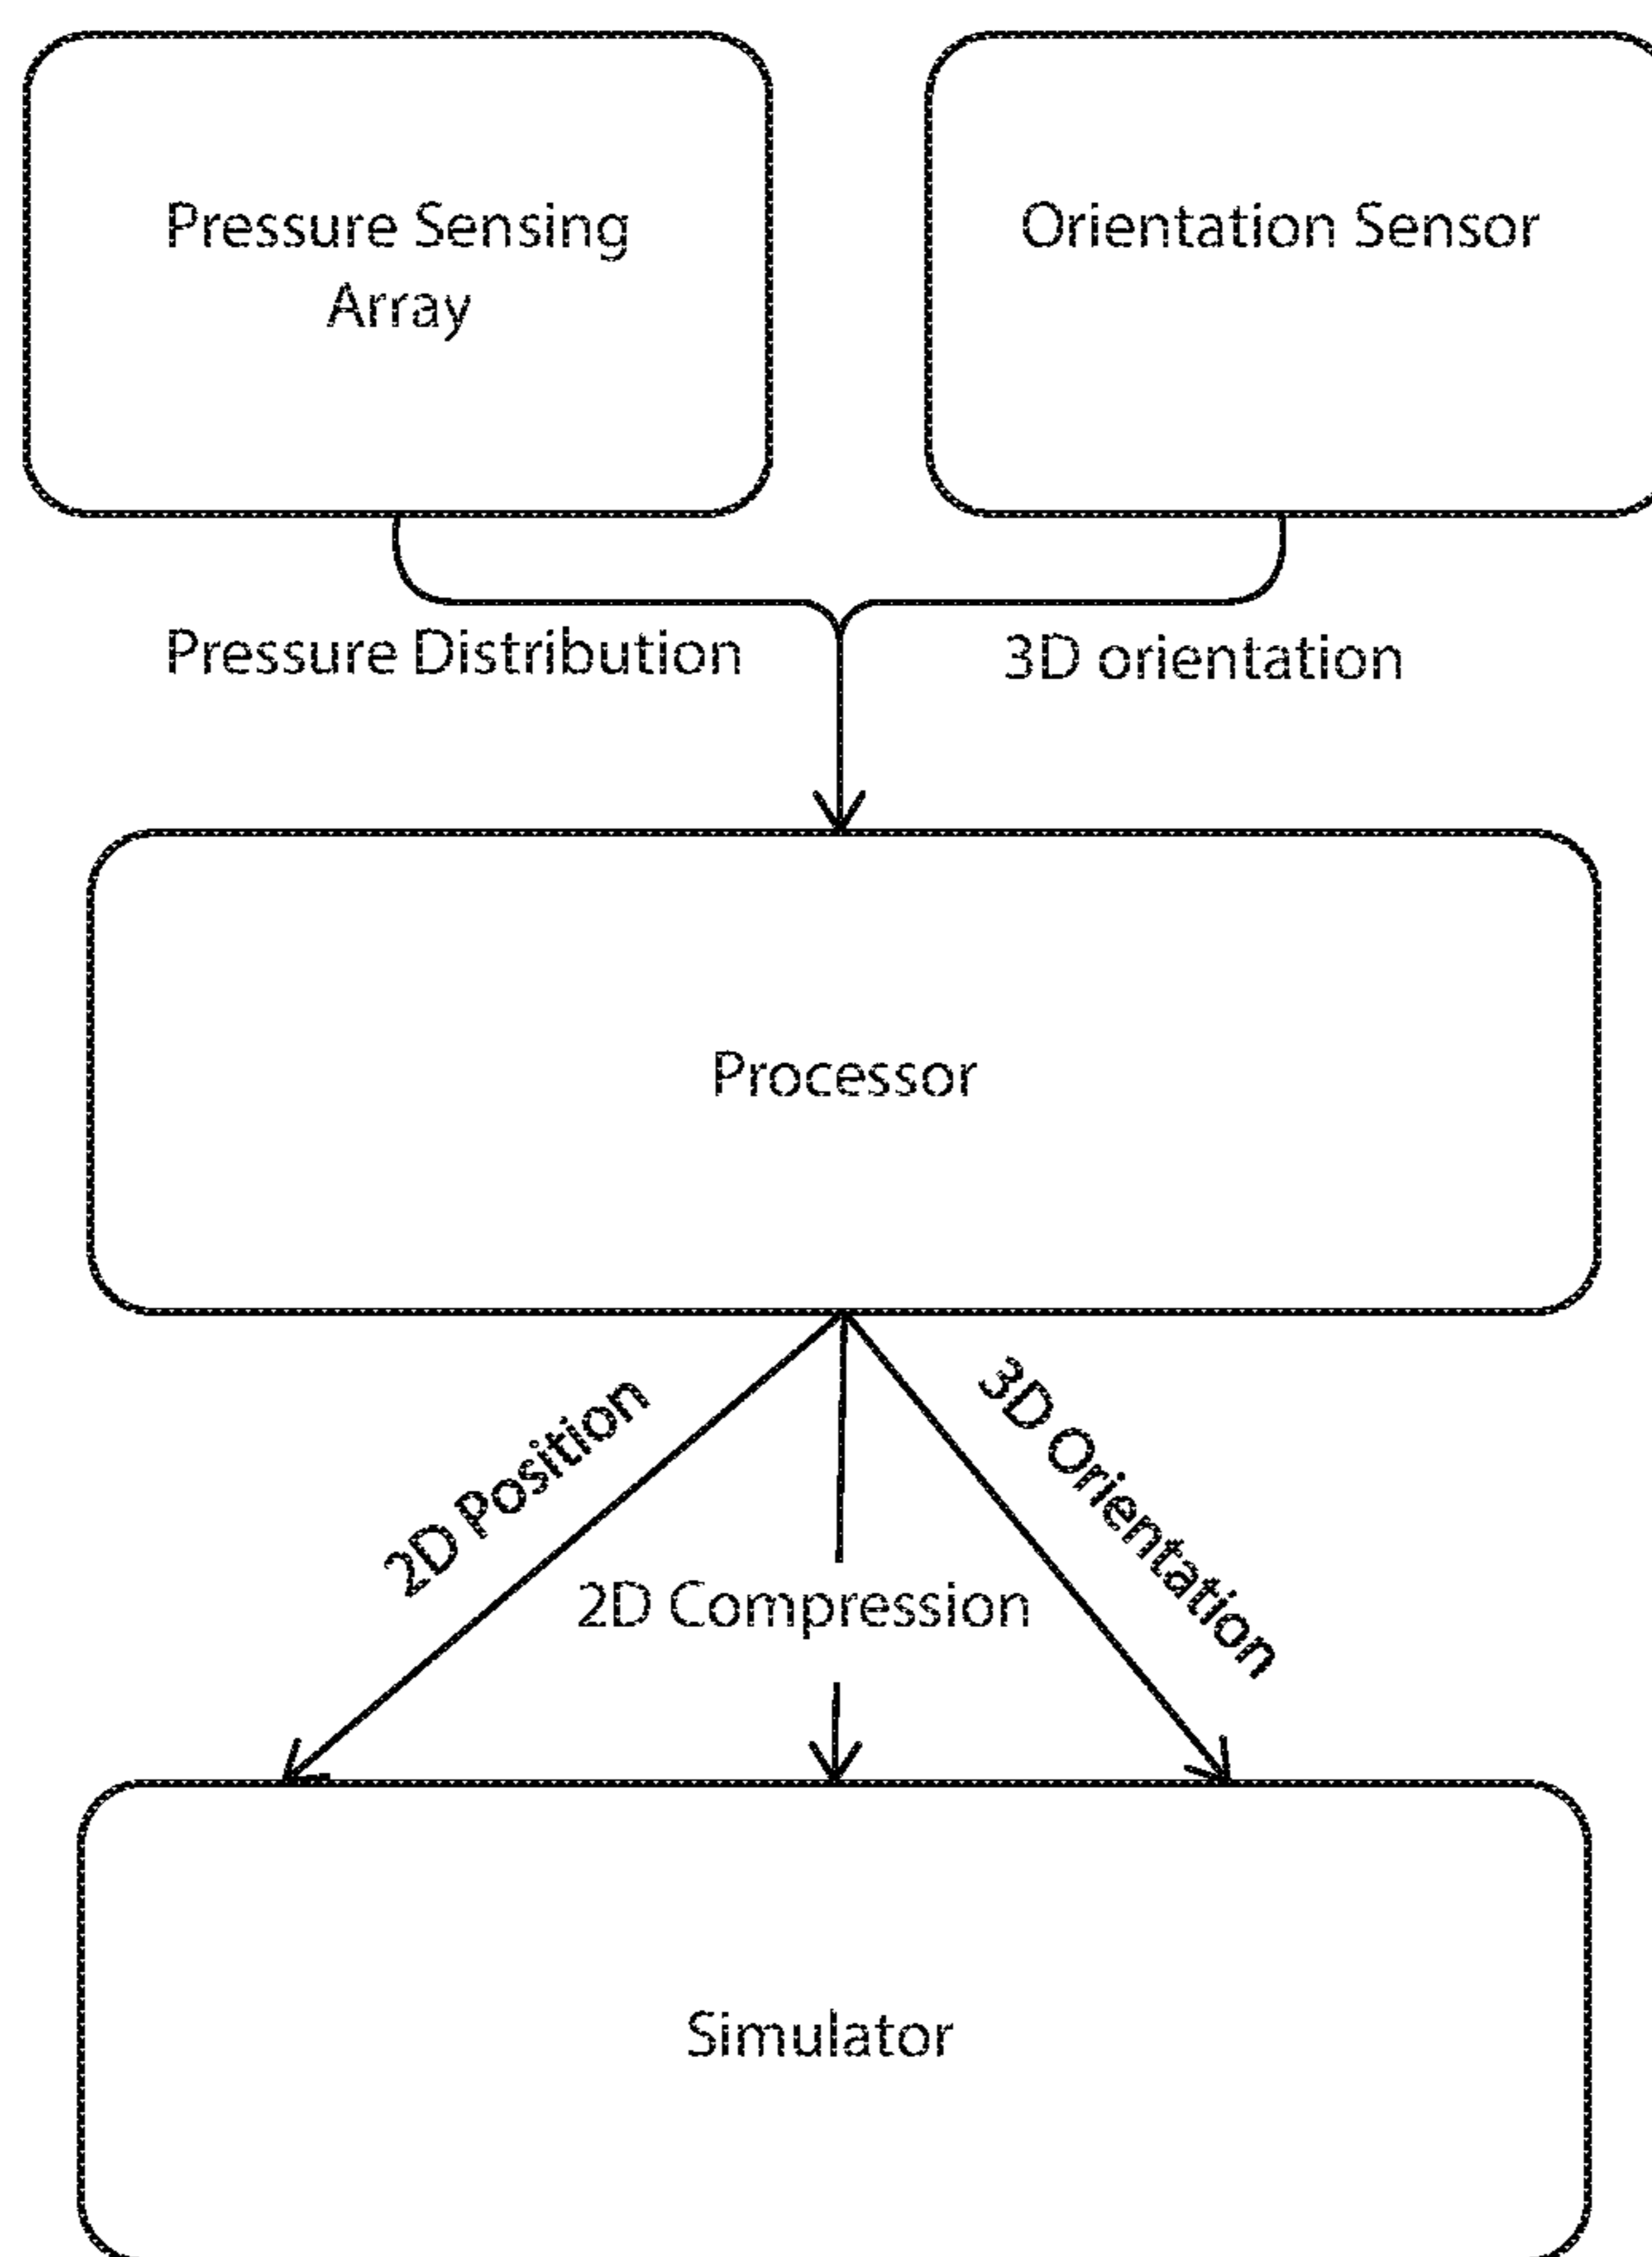 Pressure Sensing
Array
Orientation Sensor
Pressure Distribution
3D orientation
Processor
2D Position
2D Compression
3D Orientation
Simulator